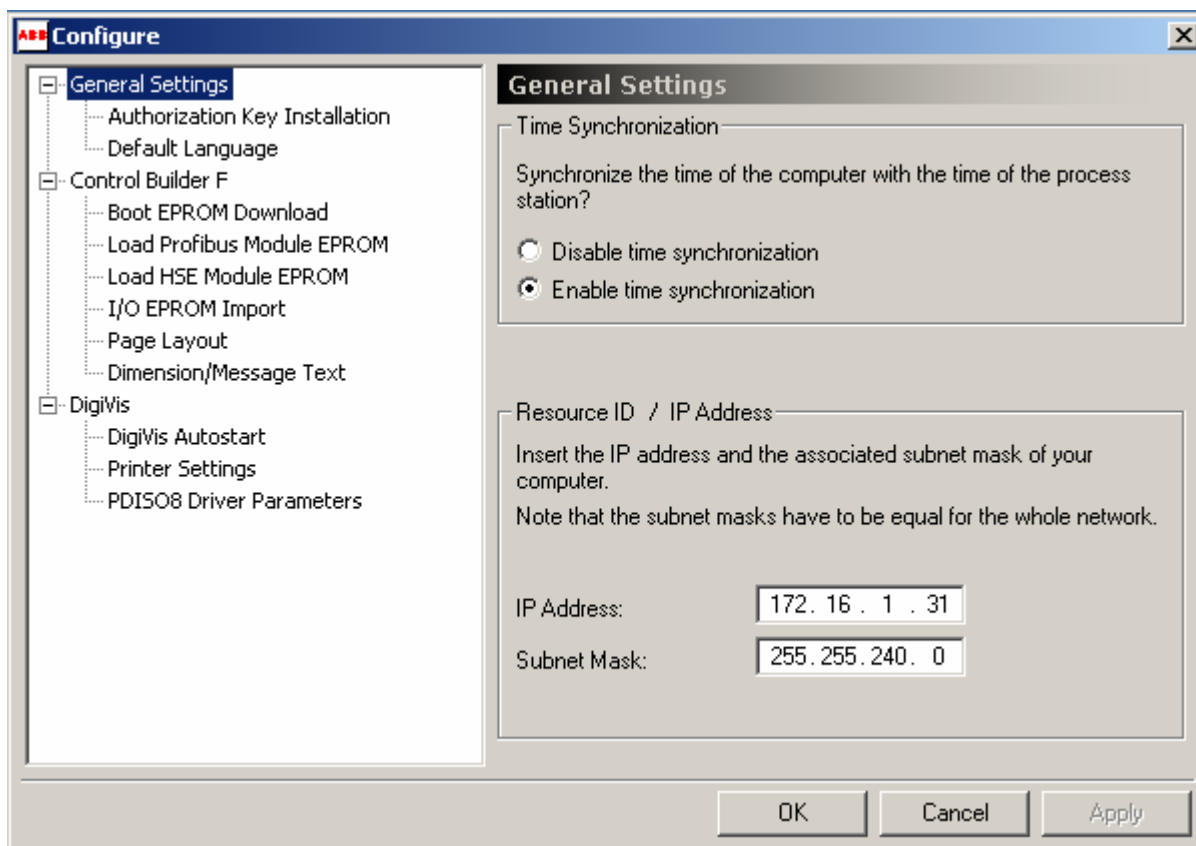 ABB Configure
General Settings
Authorization Key Installation
Default Language
Control Builder F
Boot EPROM Download
Load Profibus Module EPROM
Load HSE Module EPROM
I/O EPROM Import
Page Layout
Dimension/Message Text
DigiVis
DigiVis Autostart
Printer Settings
PDISO8 Driver Parameters
General Settings
Time Synchronization
Synchronize the time of the computer with the time of the process
station?
Disable time synchronization
Enable time synchronization
Resource ID / IP Address
Insert the IP address and the associated subnet mask of your
computer.
Note that the subnet masks have to be equal for the whole network.
IP Address: 172. 16 . 1 . 31
Subnet Mask: 255.255.240. 0
OK Cancel Apply